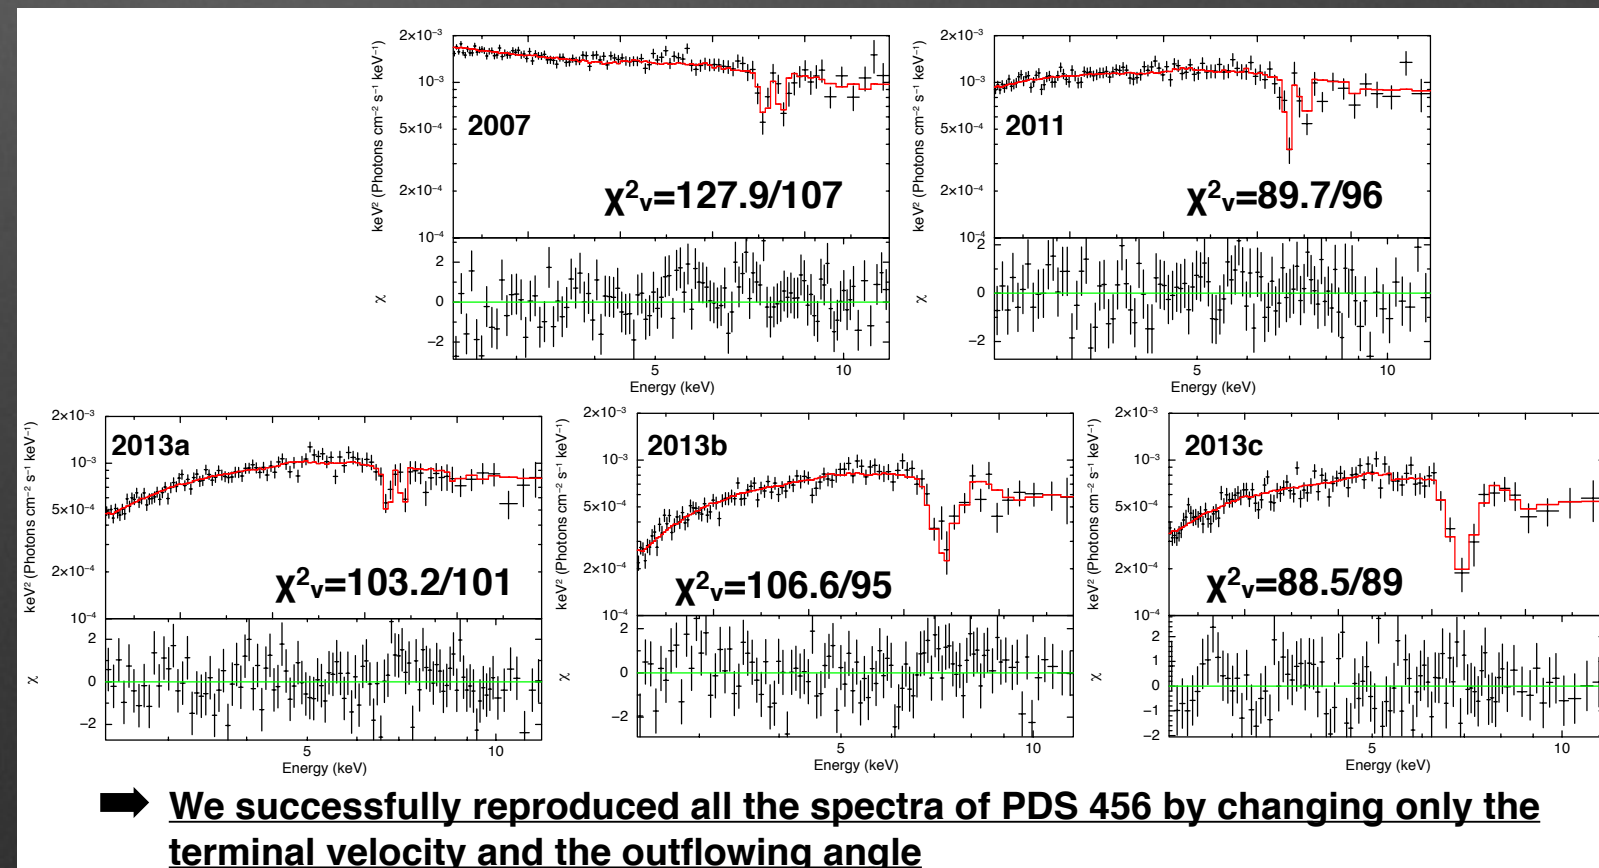 2×10⁻³
10⁻³
5×10⁻⁴
2×10⁻⁴
10⁻⁴
keV² (Photons cm⁻² s⁻¹ keV⁻¹)
2007
χ²ᵥ=127.9/107
2
0
−2
χ
5
10
Energy (keV)
2×10⁻³
10⁻³
5×10⁻⁴
2×10⁻⁴
10⁻⁴
keV² (Photons cm⁻² s⁻¹ keV⁻¹)
2011
χ²ᵥ=89.7/96
2
0
−2
χ
5
10
Energy (keV)
2×10⁻³
10⁻³
5×10⁻⁴
2×10⁻⁴
10⁻⁴
keV² (Photons cm⁻² s⁻¹ keV⁻¹)
2013a
χ²ᵥ=103.2/101
2
0
−2
χ
5
10
Energy (keV)
2×10⁻³
10⁻³
5×10⁻⁴
2×10⁻⁴
10⁻⁴
keV² (Photons cm⁻² s⁻¹ keV⁻¹)
2013b
χ²ᵥ=106.6/95
2
0
−2
χ
5
10
Energy (keV)
2×10⁻³
10⁻³
5×10⁻⁴
2×10⁻⁴
10⁻⁴
keV² (Photons cm⁻² s⁻¹ keV⁻¹)
2013c
χ²ᵥ=88.5/89
2
1
0
−1
−2
χ
5
10
Energy (keV)
We successfully reproduced all the spectra of PDS 456 by changing only the
terminal velocity and the outflowing angle